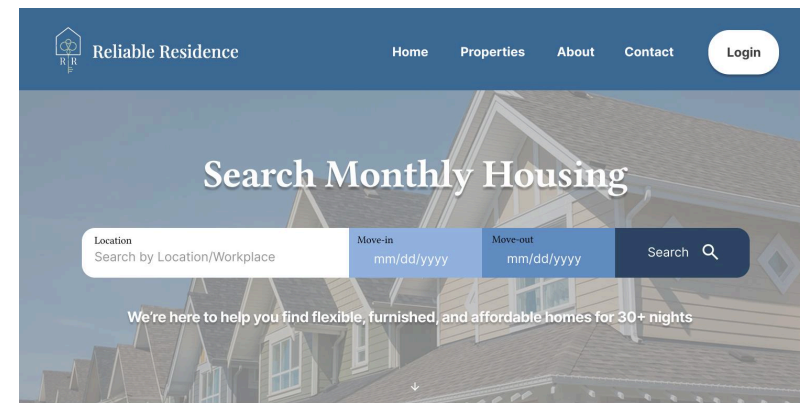 R R
Reliable Residence
Home Properties About Contact Login
Search Monthly Housing
Location Move-in Move-out
Search by Location/Workplace mm/dd/yyyy mm/dd/yyyy Search
We're here to help you find flexible, furnished, and affordable homes for 30+ nights